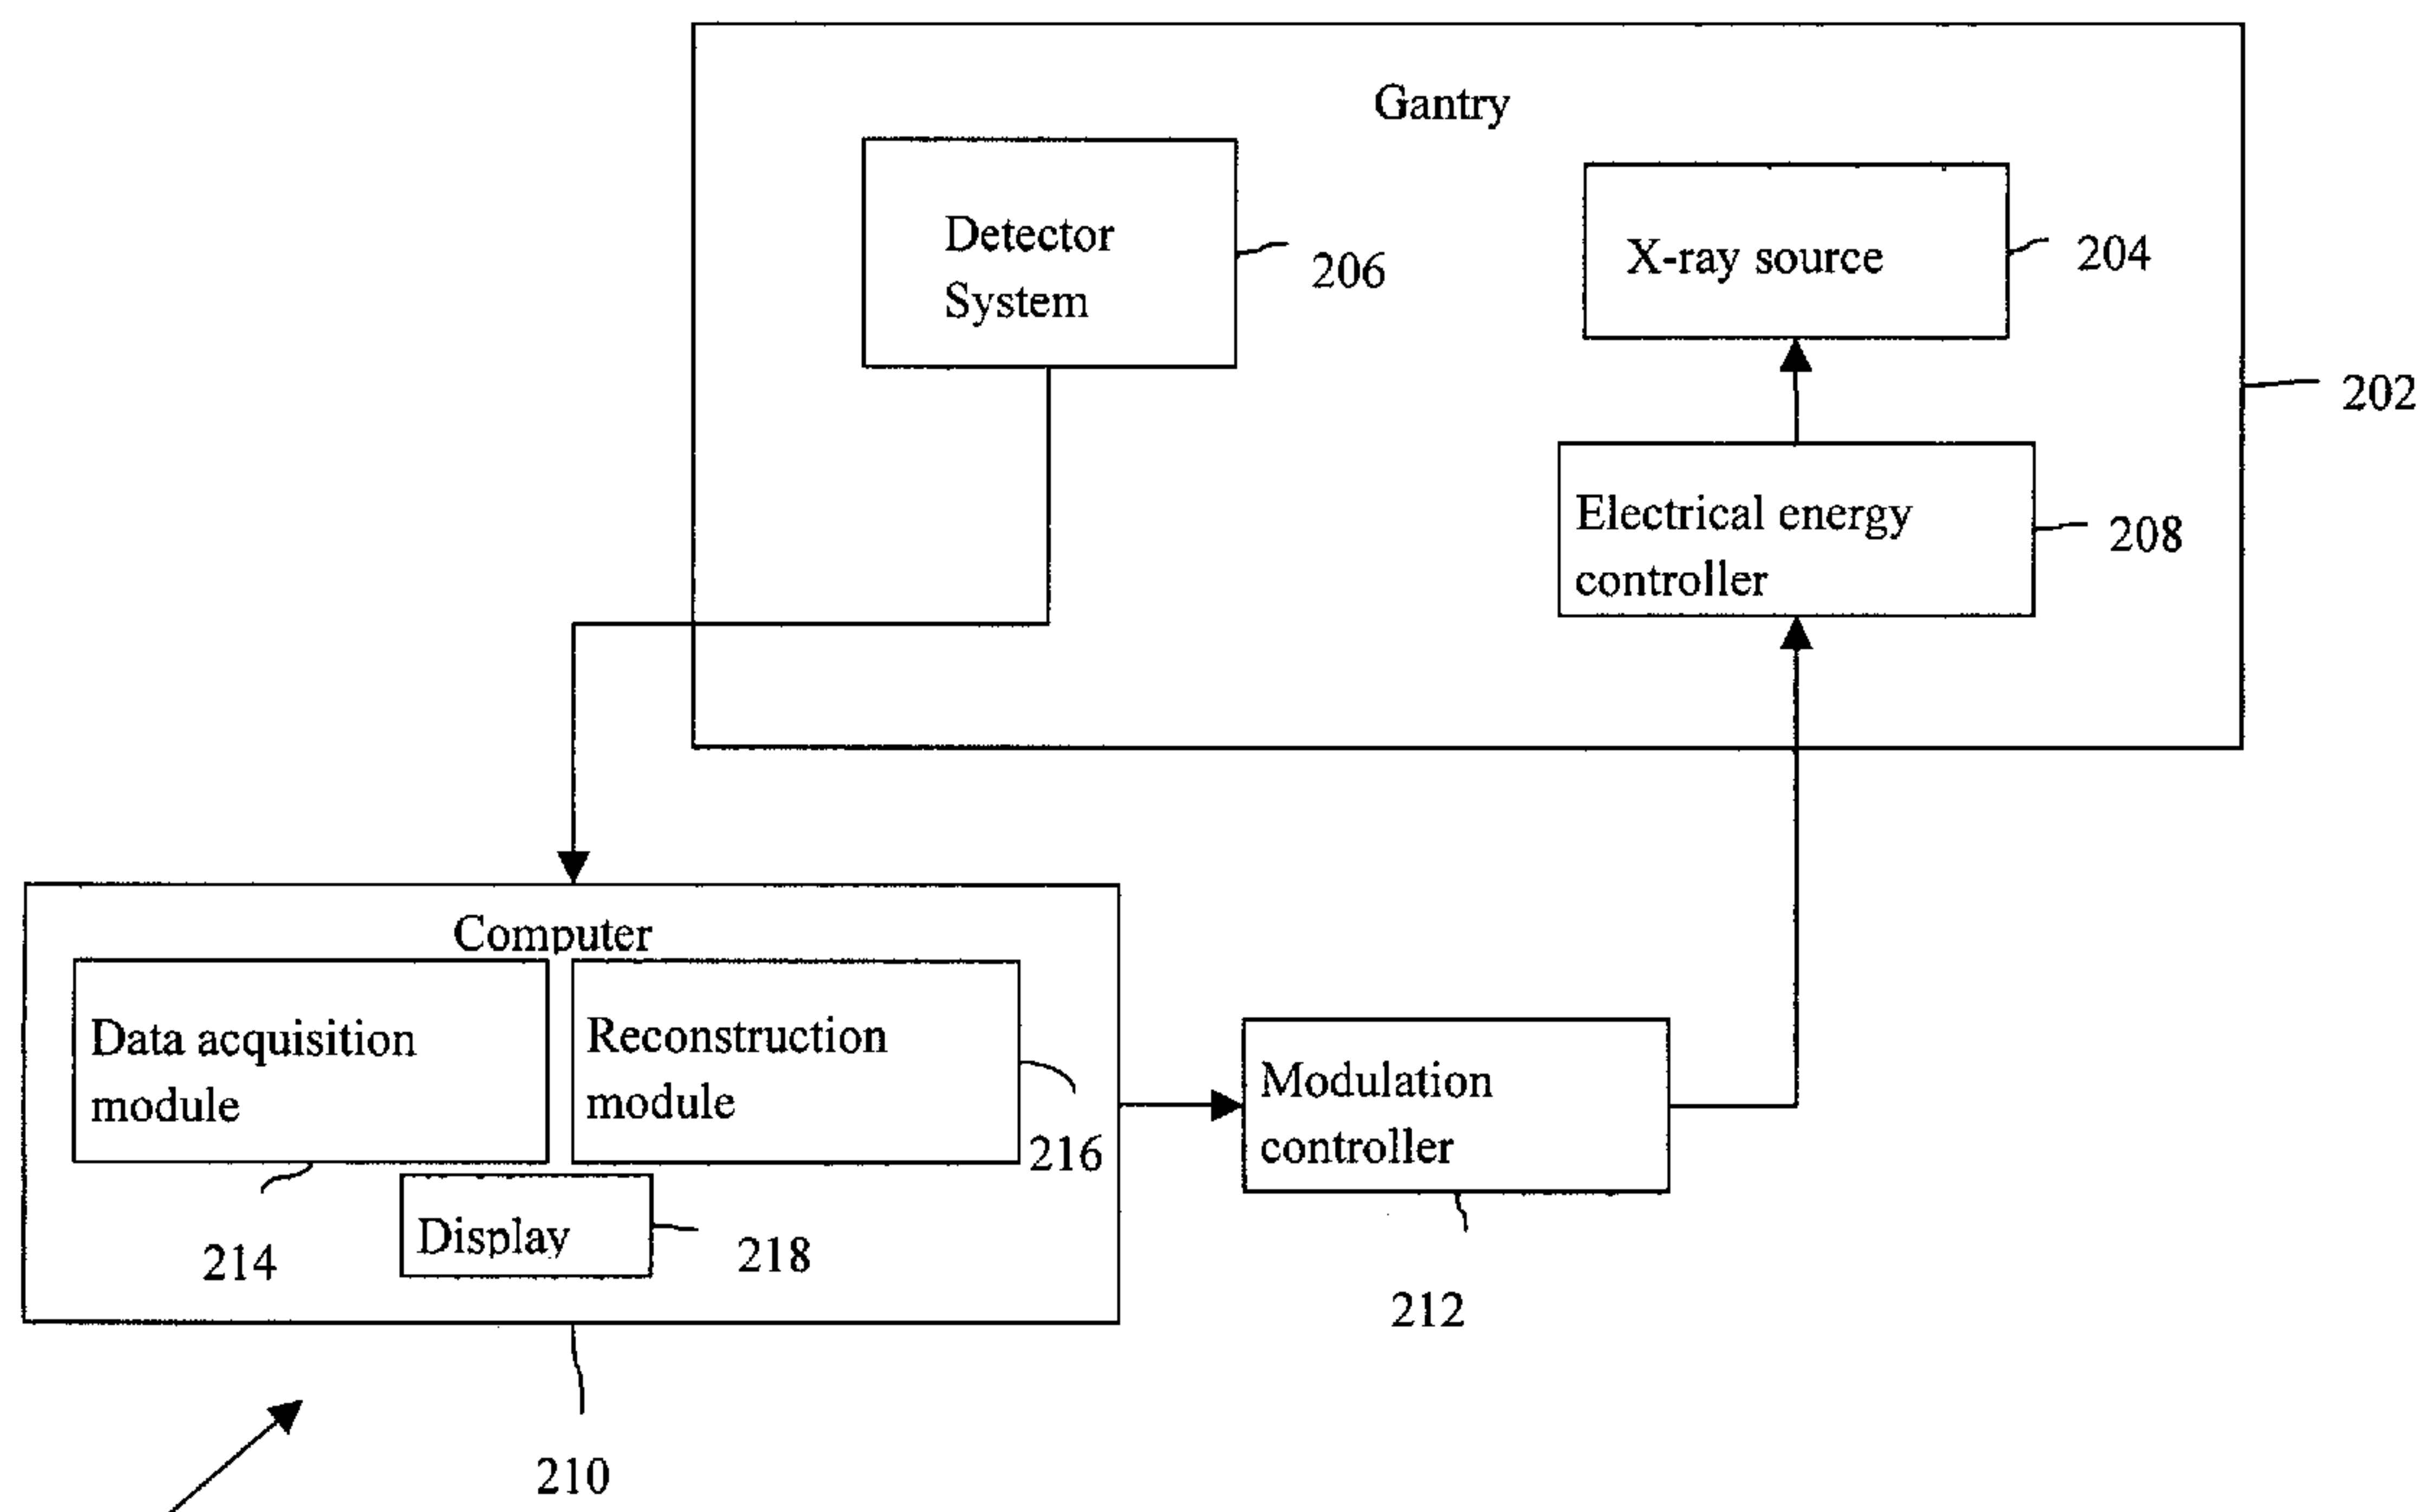 Gantry
Detector
System
206
X-ray source
204
202
Electrical energy
controller
208
Computer
Data acquisition
module
Reconstruction
module
216
214
Display
218
Modulation
controller
212
210